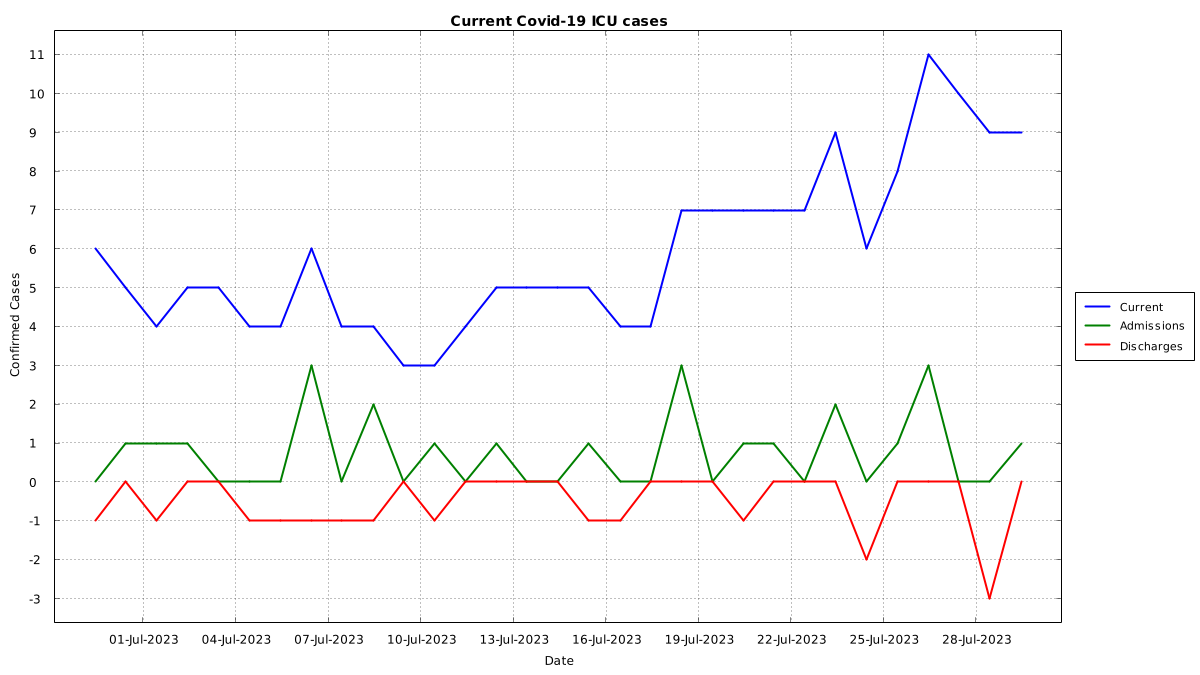 Current Covid-19 ICU cases
11
10
9
8
7
6
5
4
3
2
1
0
-1
-2
-3
Confirmed Cases
01-Jul-2023 04-Jul-2023 07-Jul-2023 10-Jul-2023 13-Jul-2023 16-Jul-2023 19-Jul-2023 22-Jul-2023 25-Jul-2023 28-Jul-2023
Date
Current
Admissions
Discharges